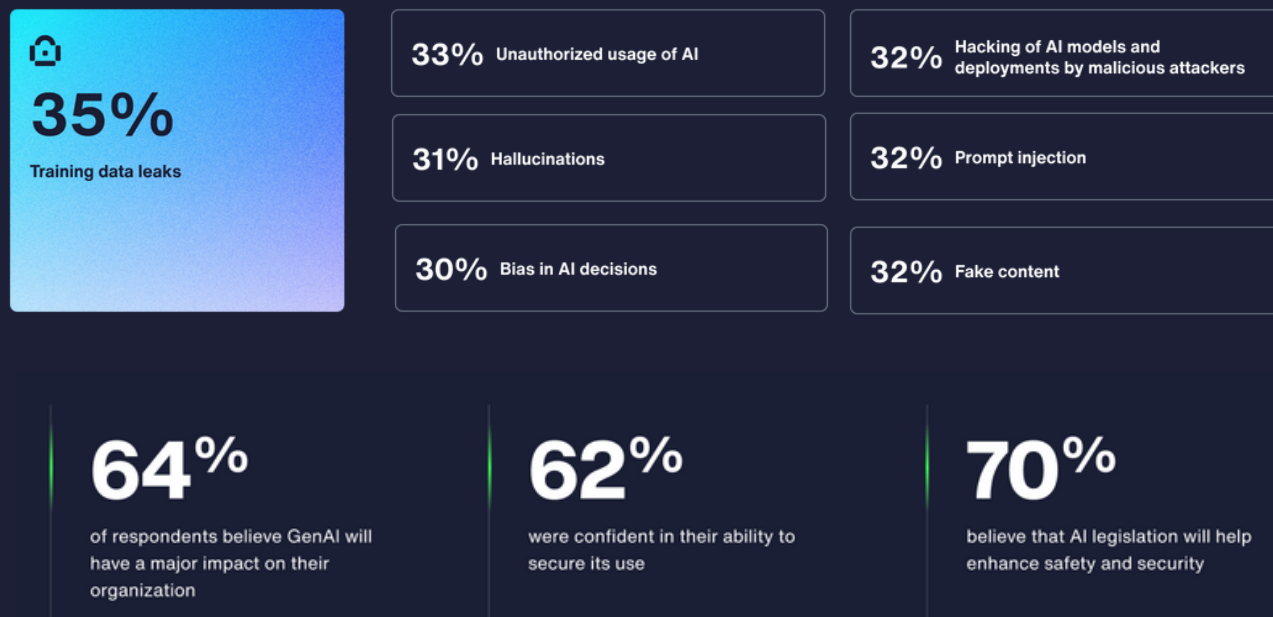 35%
Training data leaks
33% Unauthorized usage of AI
31% Hallucinations
30% Bias in AI decisions
32% Hacking of AI models and
deployments by malicious attackers
32% Prompt injection
32% Fake content
64%
of respondents believe GenAI will
have a major impact on their
organization
62%
were confident in their ability to
secure its use
70%
believe that AI legislation will help
enhance safety and security